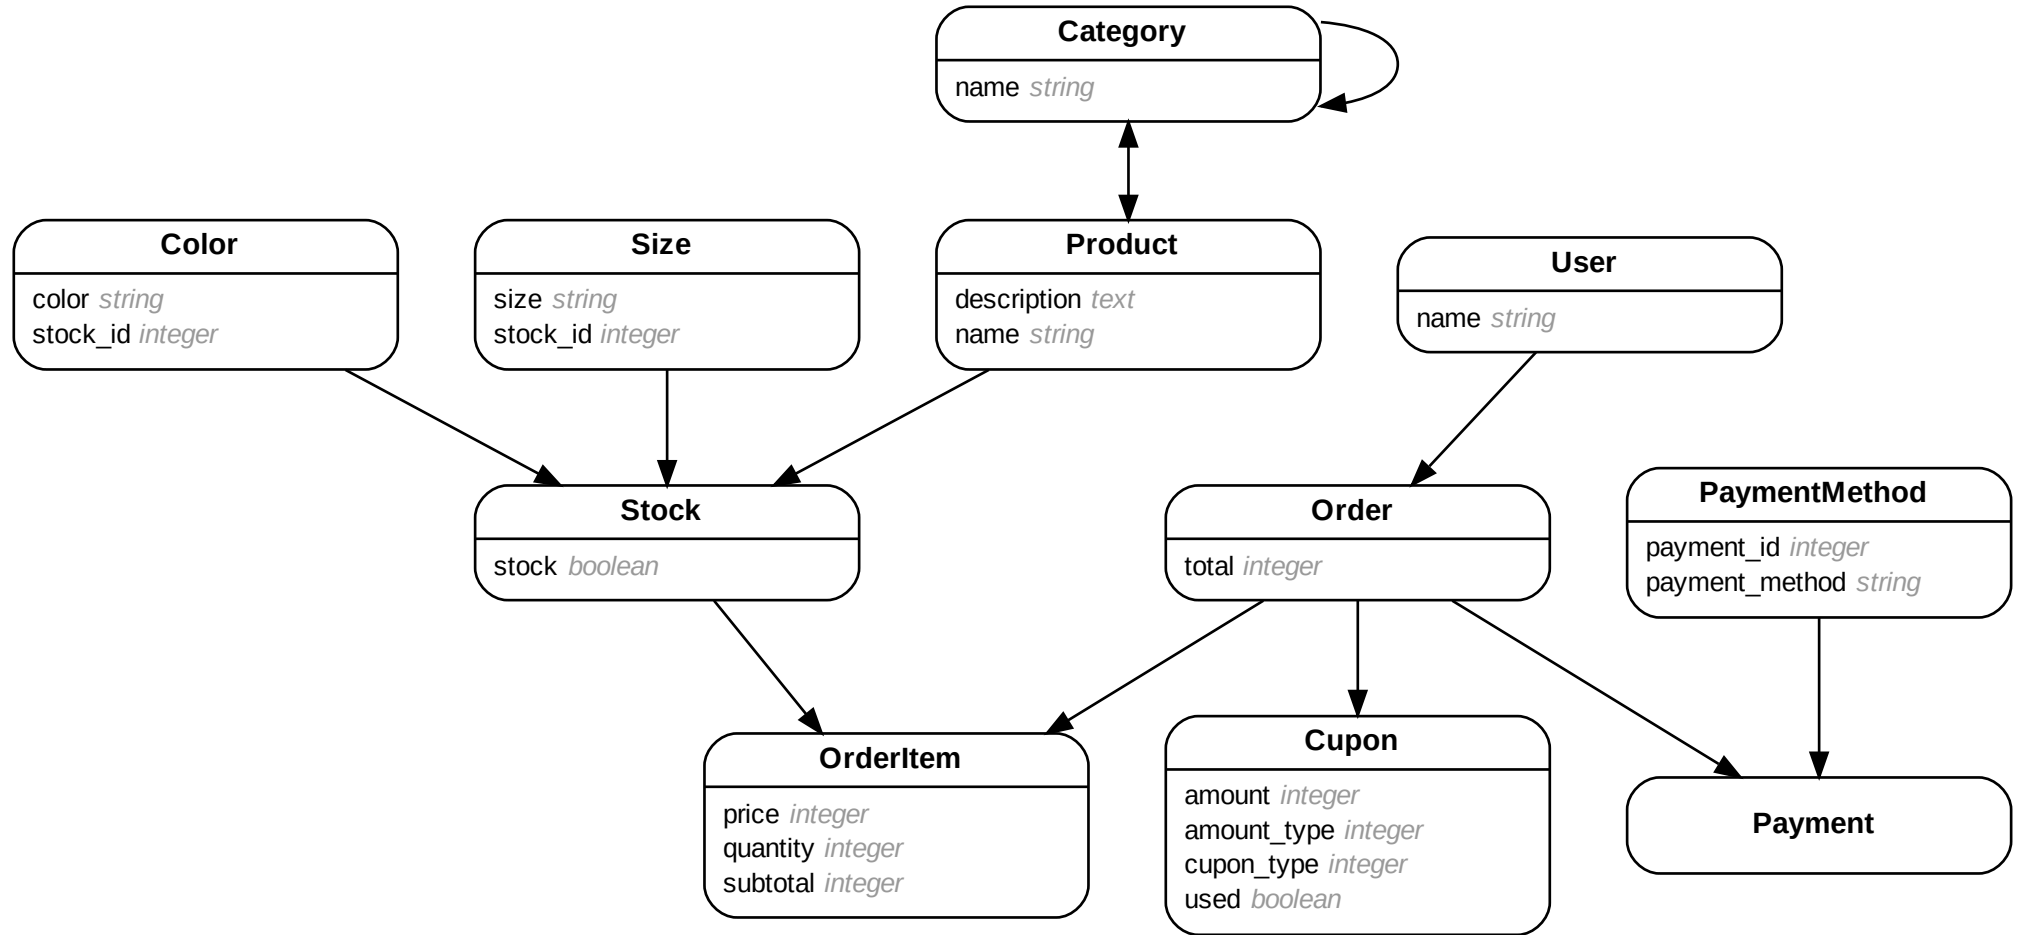 Category
name string
Color
color string
stock_id integer
Size
size string
stock_id integer
Product
description text
name string
User
name string
Stock
stock boolean
Order
total integer
PaymentMethod
payment_id integer
payment_method string
OrderItem
price integer
quantity integer
subtotal integer
Cupon
amount integer
amount_type integer
cupon_type integer
used boolean
Payment